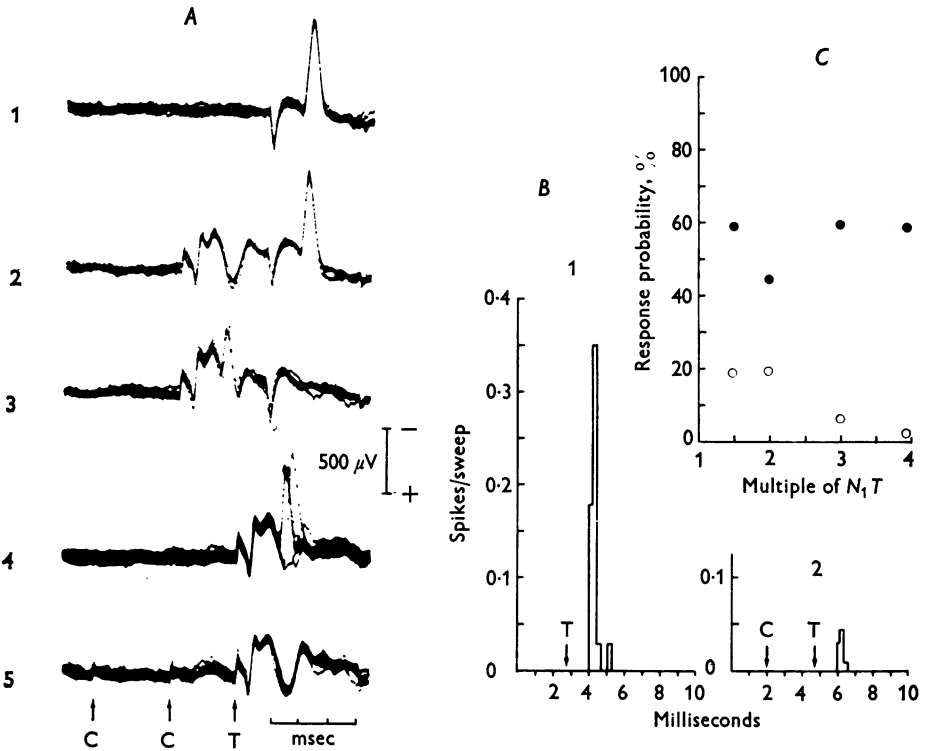 A
1
2
3
4
5
500 μV
−
+
C C T
msec
B
1
Spikes/sweep
0·4
0·3
0·2
0·1
0
T
2 4 6 8 10
Milliseconds
C
Response probability, %
100
80
60
40
20
0
1 2 3 4
Multiple of N₁T
2
0·1
0
C T
2 4 6 8 10